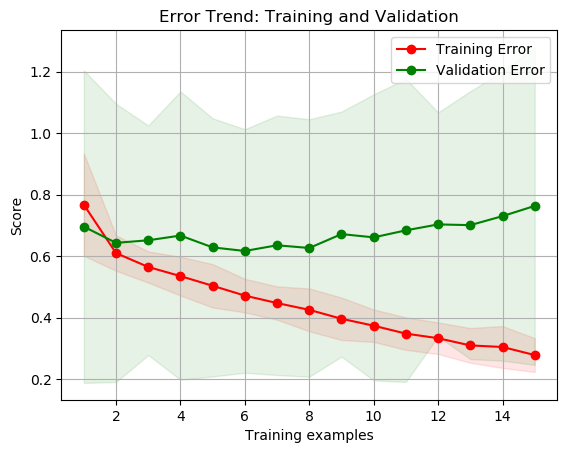 Error Trend: Training and Validation
Training Error
Validation Error
1.2
1.0
0.8
0.6
0.4
0.2
Score
2 4 6 8 10 12 14
Training examples